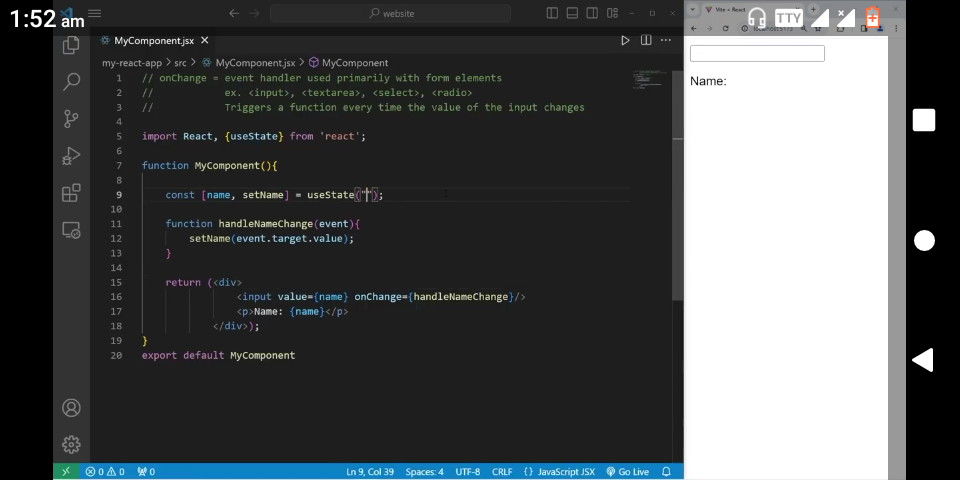 1:52 am
website
TTY
Vite + React
MyComponent.jsx
my-react-app > src > MyComponent.jsx > MyComponent
1 // onChange = event handler used primarily with form elements
2 // ex. <input>, <textarea>, <select>, <radio>
3 // Triggers a function every time the value of the input changes
4
5 import React, {useState} from 'react';
6
7 function MyComponent(){
8
9 const [name, setName] = useState("");
10
11 function handleNameChange(event){
12 setName(event.target.value);
13 }
14
15 return (<div>
16 <input value={name} onChange={handleNameChange}/>
17 <p>Name: {name}</p>
18 </div>);
19 }
20 export default MyComponent
Name:
0 0 0
Ln 9, Col 39
Spaces: 4
UTF-8
CRLF
{} JavaScript JSX
Go Live